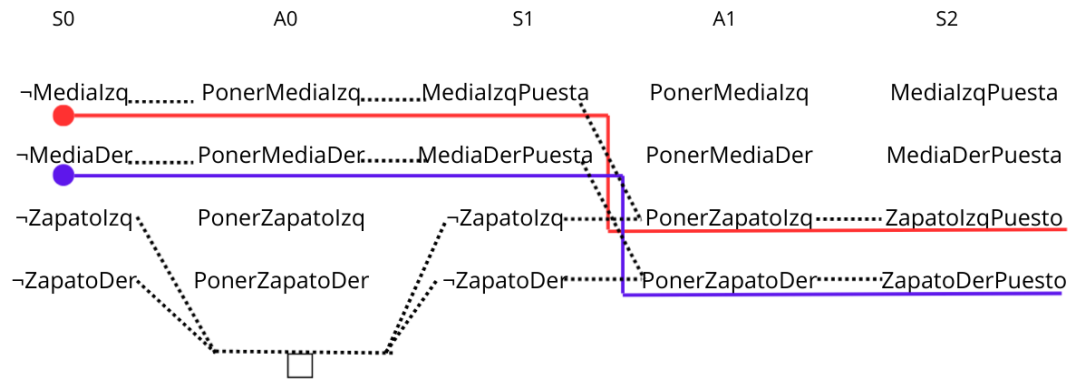 S0 A0 S1 A1 S2
¬MediaIzq PonerMediaIzq MediaIzqPuesta PonerMediaIzq MediaIzqPuesta
¬MediaDer PonerMediaDer MediaDerPuesta PonerMediaDer MediaDerPuesta
¬ZapatoIzq PonerZapatoIzq ¬ZapatoIzq PonerZapatoIzq ZapatoIzqPuesto
¬ZapatoDer PonerZapatoDer ¬ZapatoDer PonerZapatoDer ZapatoDerPuesto